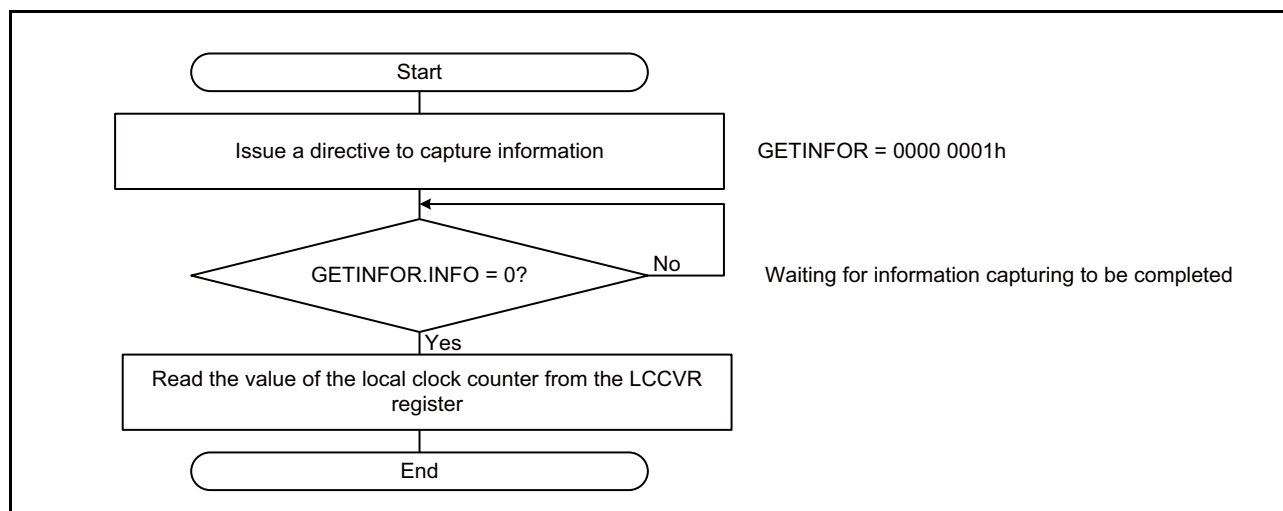 Start
Issue a directive to capture information
GETINFOR = 0000 0001h
GETINFOR.INFO = 0?
No
Waiting for information capturing to be completed
Yes
Read the value of the local clock counter from the LCCVR
register
End